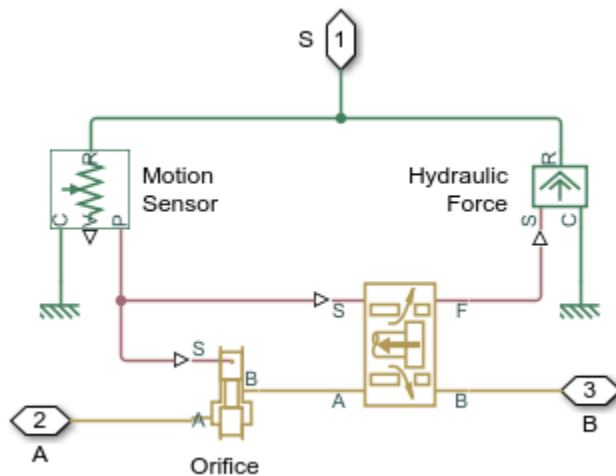 S
1
R
Motion
Sensor
C
V
P
Hydraulic
Force
R
S
C
S
F
S
B
A
B
A
2
A
3
B
Orifice